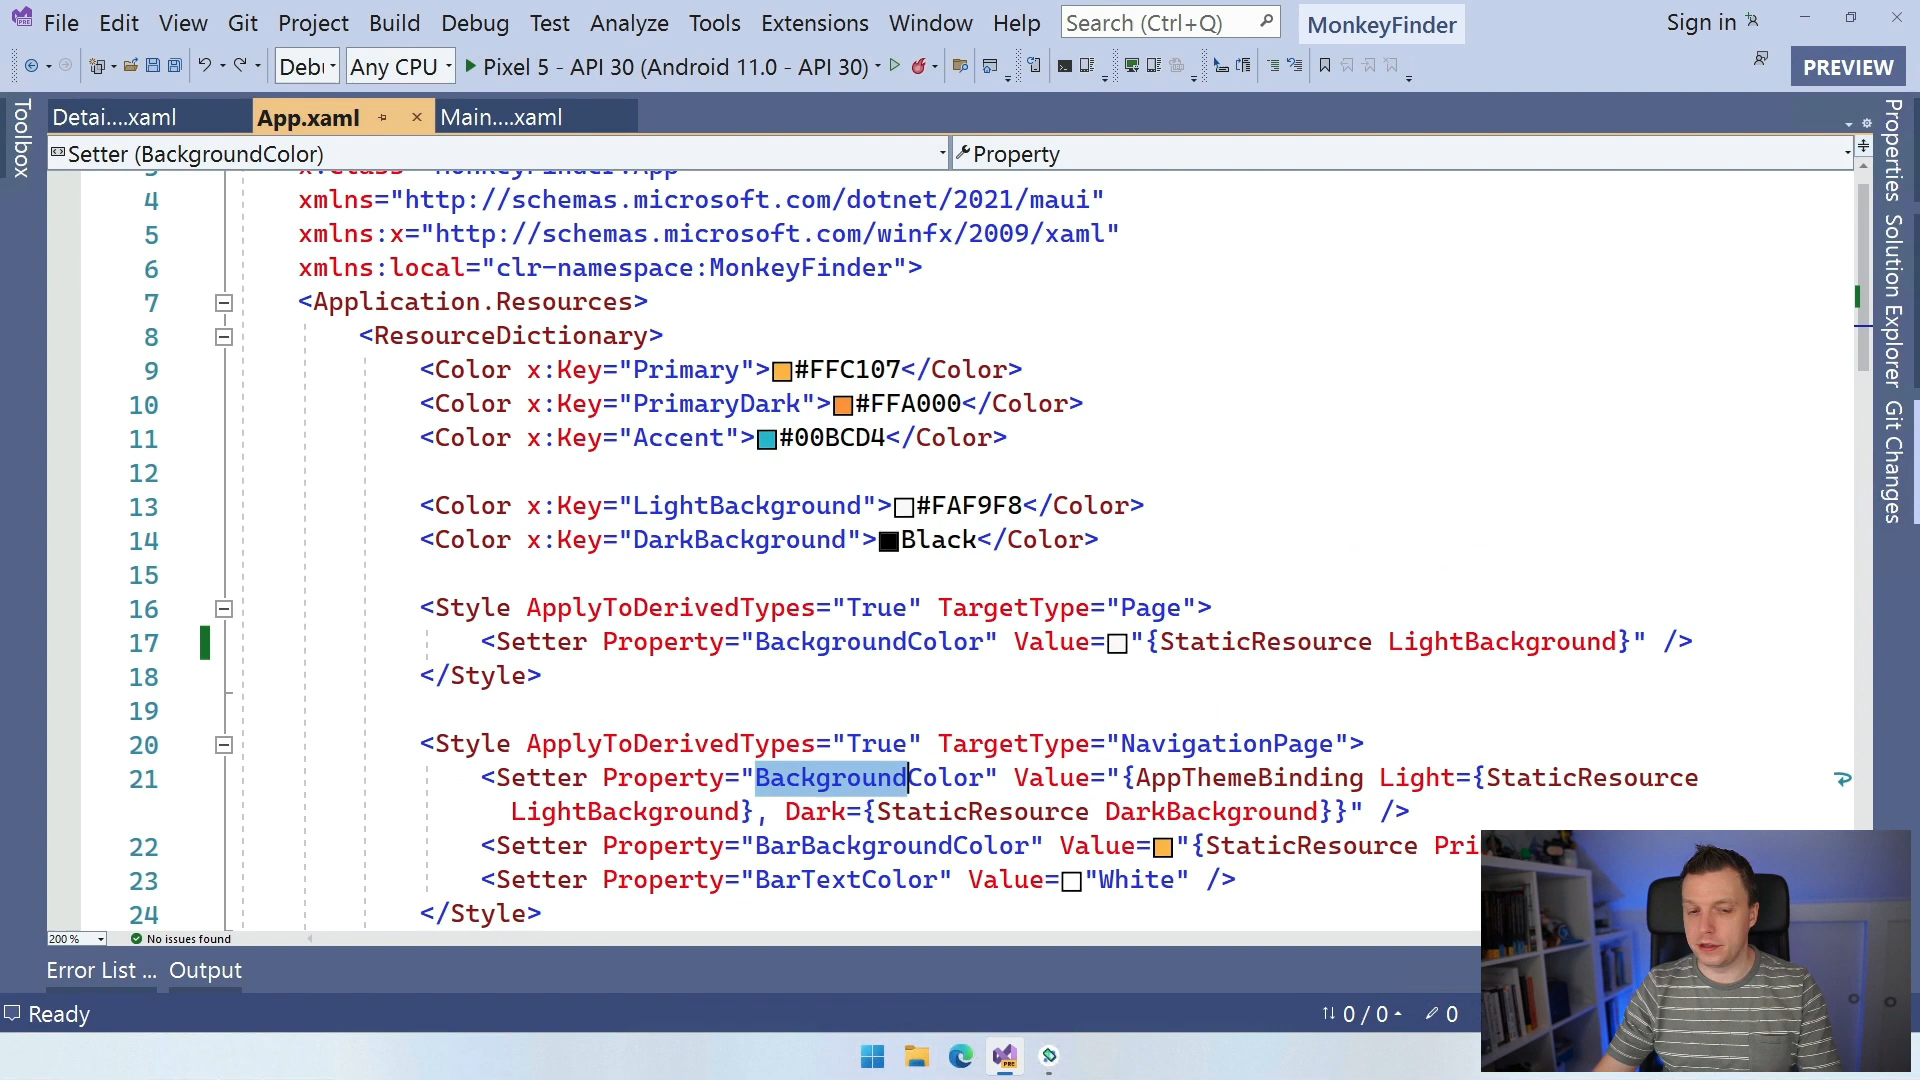 File Edit View Git Project Build Debug Test Analyze Tools Extensions Window Help Search (Ctrl+Q) MonkeyFinder Sign in
Debu Any CPU Pixel 5 - API 30 (Android 11.0 - API 30) PREVIEW
Toolbox
Detai....xaml App.xaml Main....xaml
Setter (BackgroundColor) Property
4 xmlns="http://schemas.microsoft.com/dotnet/2021/maui"
5 xmlns:x="http://schemas.microsoft.com/winfx/2009/xaml"
6 xmlns:local="clr-namespace:MonkeyFinder">
7 <Application.Resources>
8 <ResourceDictionary>
9 <Color x:Key="Primary">#FFC107</Color>
10 <Color x:Key="PrimaryDark">#FFA000</Color>
11 <Color x:Key="Accent">#00BCD4</Color>
12
13 <Color x:Key="LightBackground">#FAF9F8</Color>
14 <Color x:Key="DarkBackground">Black</Color>
15
16 <Style ApplyToDerivedTypes="True" TargetType="Page">
17 <Setter Property="BackgroundColor" Value="{StaticResource LightBackground}" />
18 </Style>
19
20 <Style ApplyToDerivedTypes="True" TargetType="NavigationPage">
21 <Setter Property="BackgroundColor" Value="{AppThemeBinding Light={StaticResource
LightBackground}, Dark={StaticResource DarkBackground}}" />
22 <Setter Property="BarBackgroundColor" Value="{StaticResource Pri
23 <Setter Property="BarTextColor" Value="White" />
24 </Style>
200 % No issues found
Error List ... Output
Ready 0 / 0 0
Properties
Solution Explorer
Git Changes